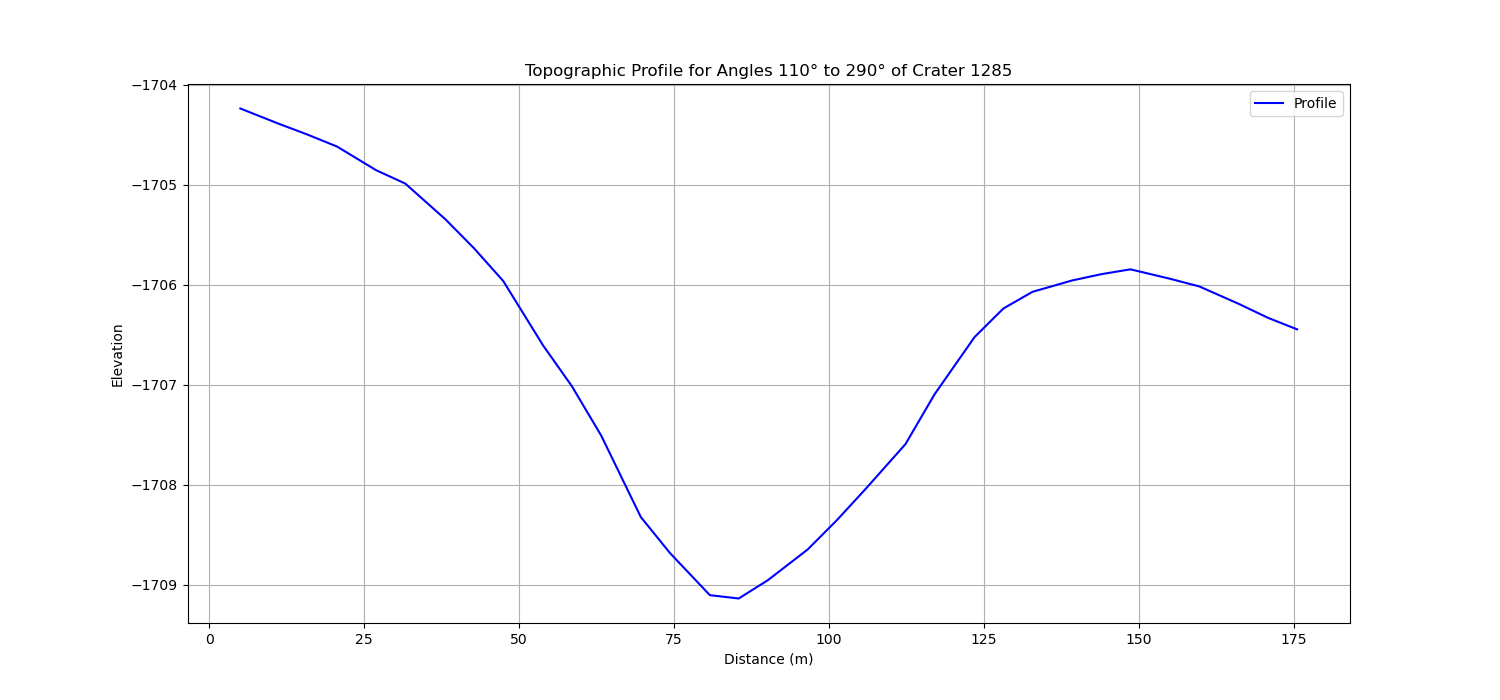 Topographic Profile for Angles 110° to 290° of Crater 1285
−1704
Profile
−1705
−1706
Elevation
−1707
−1708
−1709
0 25 50 75 100 125 150 175
Distance (m)